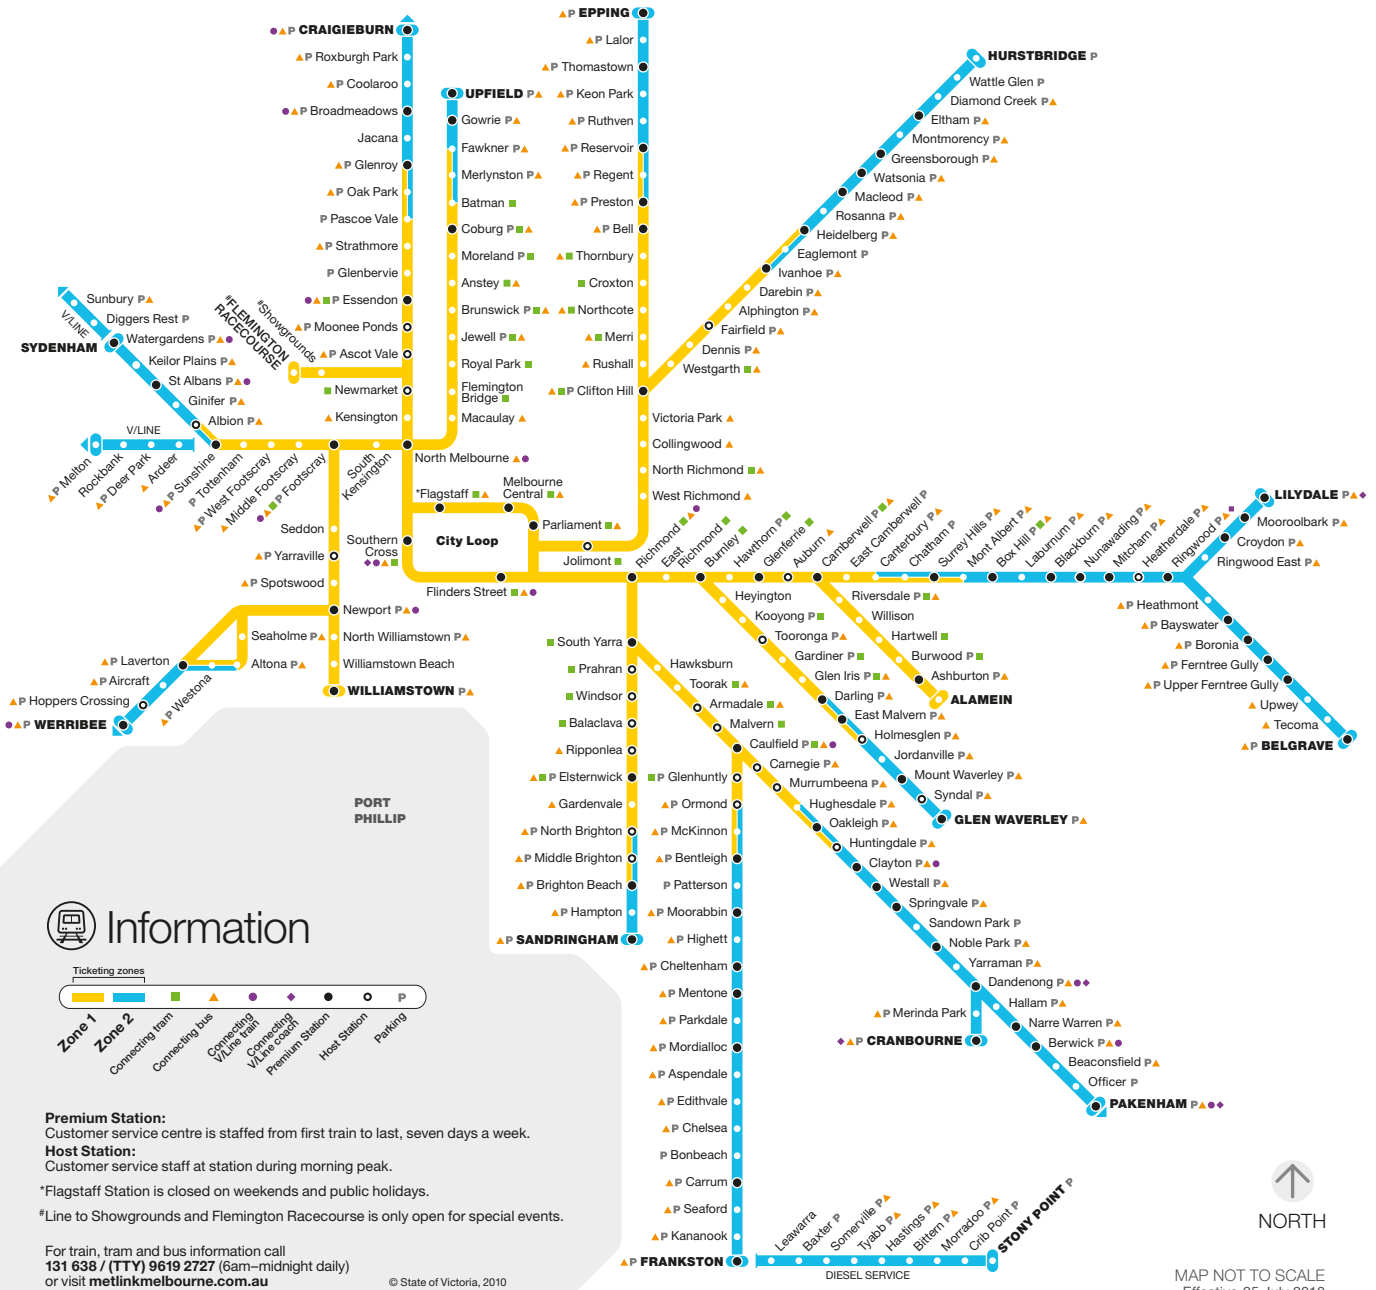 CRAIGIEBURN P
Roxburgh Park P
Coolaroo P
Broadmeadows P
Jacana
Glenroy P
Oak Park P
Pascoe Vale P
Strathmore P
Glenbervie P
Essendon P
Moonee Ponds P
Ascot Vale P
Newmarket
Kensington
#Showgrounds
#FLEMINGTON
RACECOURSE
UPFIELD P
Gowrie P
Fawkner P
Merlynston P
Batman
Coburg P
Moreland P
Anstey
Brunswick P
Jewell P
Royal Park
Flemington
Bridge
Macaulay
North Melbourne
P EPPING
P Lalor
P Thomastown
P Keon Park
P Ruthven
P Reservoir
P Regent
P Preston
P Bell
Thornbury
Croxton
Northcote
Merri
Rushall
P Clifton Hill
Victoria Park
Collingwood
North Richmond
West Richmond
HURSTBRIDGE P
Wattle Glen P
Diamond Creek P
Eltham P
Montmorency P
Greensborough P
Watsonia P
Macleod P
Rosanna P
Heidelberg P
Eaglemont P
Ivanhoe P
Darebin P
Alphington P
Fairfield P
Dennis P
Westgarth
Sunbury P
Diggers Rest P
V/LINE
SYDENHAM
Watergardens P
Keilor Plains P
St Albans P
Ginifer P
Albion P
V/LINE
P Melton
Rockbank
P Deer Park
Ardeer
P Sunshine
P Tottenham
P West Footscray
Middle Footscray
P Footscray
South
Kensington
Seddon
P Yarraville
P Spotswood
Newport P
North Williamstown P
Williamstown Beach
WILLIAMSTOWN P
Seaholme P
Altona P
P Westona
P Laverton
P Aircraft
P Hoppers Crossing
P WERRIBEE
*Flagstaff
Melbourne
Central
Parliament
City Loop
Southern
Cross
Flinders Street
Jolimont
Richmond
East
Richmond
Burnley
Hawthorn P
Glenferrie
Auburn
Camberwell P
East Camberwell P
Canterbury P
Chatham P
Surrey Hills P
Mont Albert P
Box Hill P
Laburnum P
Blackburn P
Nunawading P
Mitcham P
Heatherdale P
Ringwood P
LILYDALE P
Mooroolbark P
Croydon P
Ringwood East P
P Heathmont
P Bayswater
P Boronia
P Ferntree Gully
P Upper Ferntree Gully
Upwey
Tecoma
P BELGRAVE
Riversdale P
Willison
Hartwell
Burwood P
Ashburton P
ALAMEIN
Heyington
Kooyong P
Tooronga P
Gardiner P
Glen Iris P
Darling P
East Malvern P
Holmesglen P
Jordanville P
Mount Waverley P
Syndal P
GLEN WAVERLEY P
South Yarra
Prahran
Windsor
Balaclava
Ripponlea
P Elsternwick
Gardenvale
P North Brighton
P Middle Brighton
P Brighton Beach
P Hampton
P SANDRINGHAM
Hawksburn
Toorak
Armadale
Malvern
Caulfield P
Carnegie P
Murrumbeena P
Hughesdale P
Oakleigh P
Huntingdale P
Clayton P
Westall P
Springvale P
Sandown Park P
Noble Park P
Yarraman P
Dandenong P
Hallam P
Narre Warren P
Berwick P
Beaconsfield P
Officer P
PAKENHAM P
P Merinda Park
P CRANBOURNE
P Glenhuntly
P Ormond
P McKinnon
P Bentleigh
P Patterson
P Moorabbin
P Highett
P Cheltenham
P Mentone
P Parkdale
P Mordialloc
P Aspendale
P Edithvale
P Chelsea
P Bonbeach
P Carrum
P Seaford
P Kananook
P FRANKSTON
Leawarra
Baxter P
Somerville P
Tyabb P
Hastings P
Bittern P
Morradoo P
Crib Point P
STONY POINT P
DIESEL SERVICE
PORT
PHILLIP
Information
Ticketing zones
Zone 1
Zone 2
Connecting tram
Connecting bus
Connecting
V/Line train
Connecting
V/Line coach
Premium Station
Host Station
P
Parking
Premium Station:
Customer service centre is staffed from first train to last, seven days a week.
Host Station:
Customer service staff at station during morning peak.
*Flagstaff Station is closed on weekends and public holidays.
#Line to Showgrounds and Flemington Racecourse is only open for special events.
For train, tram and bus information call
131 638 / (TTY) 9619 2727 (6am–midnight daily)
or visit metlinkmelbourne.com.au
© State of Victoria, 2010
NORTH
MAP NOT TO SCALE